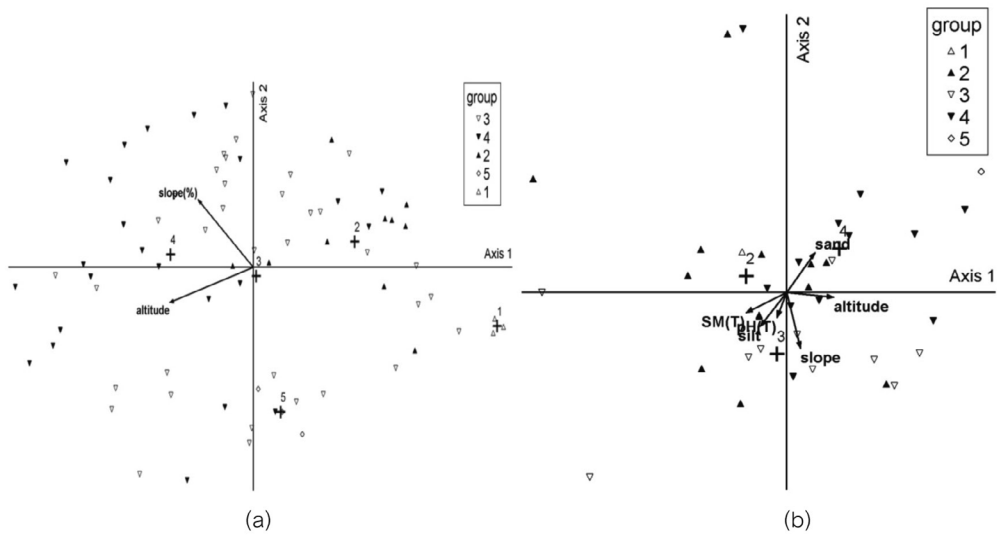 Axis 2
group
3
4
2
5
1
slope(%)
4
2
3
Axis 1
altitude
1
5
(a)
Axis 2
group
1
2
3
4
5
4
sand
2
Axis 1
altitude
SM(T)
pH(T)
silt
3
slope
(b)